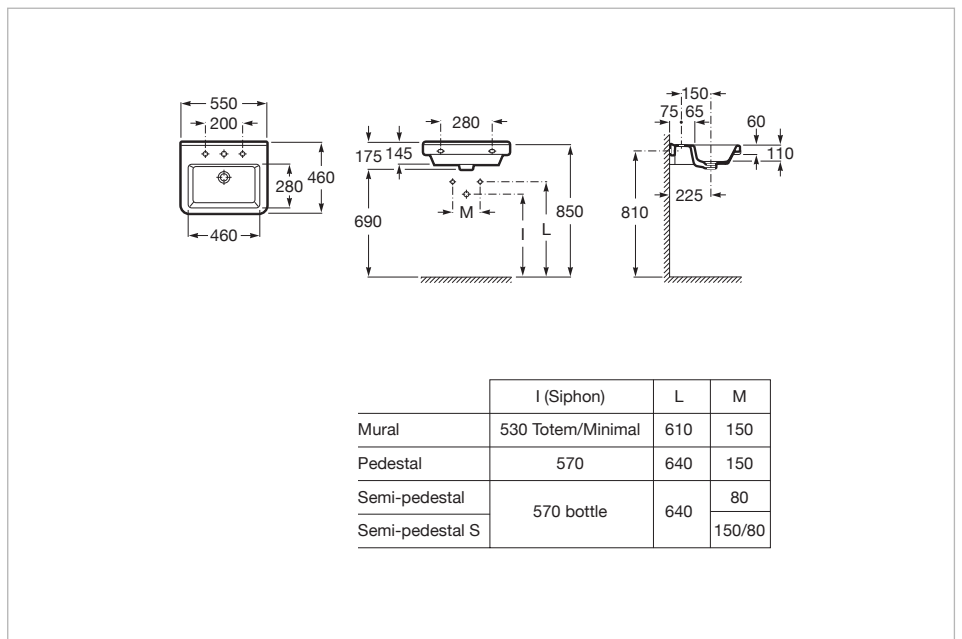 550
200
280
460
460
280
175
145
690
M
I
L
850
150
75
65
60
110
225
810
I (Siphon) L M
Mural 530 Totem/Minimal 610 150
Pedestal 570 640 150
Semi-pedestal 570 bottle 640 80
Semi-pedestal S 150/80